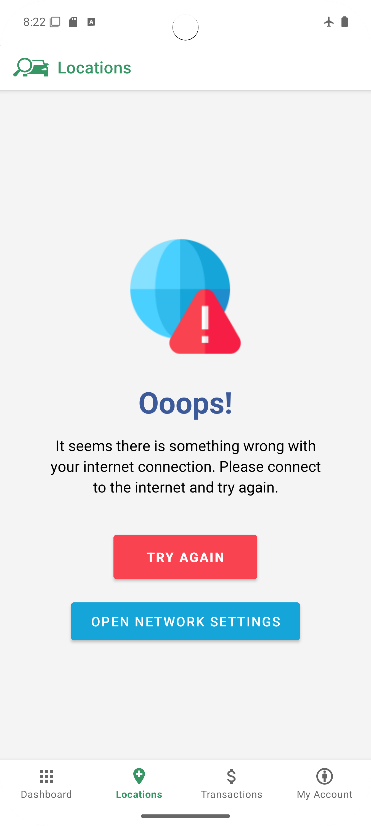 8:22
Locations
Ooops!
It seems there is something wrong with
your internet connection. Please connect
to the internet and try again.
TRY AGAIN
OPEN NETWORK SETTINGS
Dashboard
Locations
Transactions
My Account